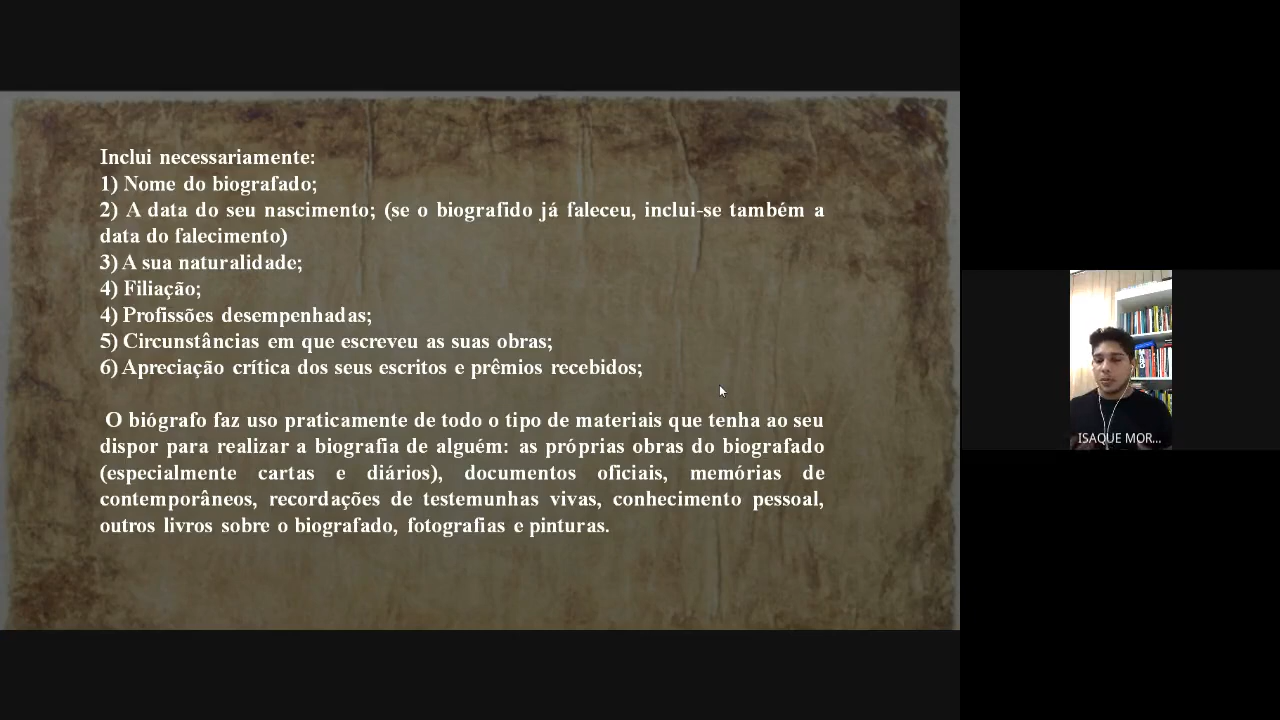 Inclui necessariamente:
1) Nome do biografado;
2) A data do seu nascimento; (se o biografido já faleceu, inclui-se também a
data do falecimento)
3) A sua naturalidade;
4) Filiação;
4) Profissões desempenhadas;
5) Circunstâncias em que escreveu as suas obras;
6) Apreciação crítica dos seus escritos e prêmios recebidos;
O biógrafo faz uso praticamente de todo o tipo de materiais que tenha ao seu
dispor para realizar a biografia de alguém: as próprias obras do biografado
(especialmente cartas e diários), documentos oficiais, memórias de
contemporâneos, recordações de testemunhas vivas, conhecimento pessoal,
outros livros sobre o biografado, fotografias e pinturas.
ISAQUE MOR...